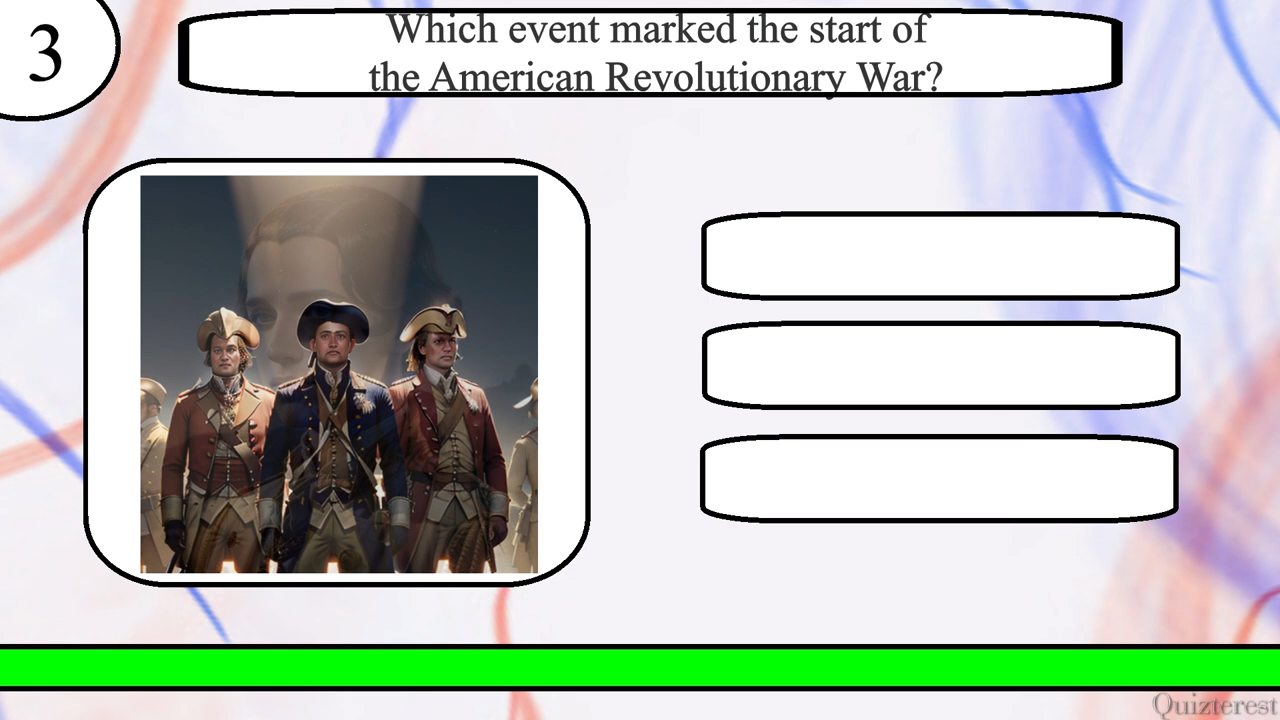 3
Which event marked the start of
the American Revolutionary War?
Quizterest